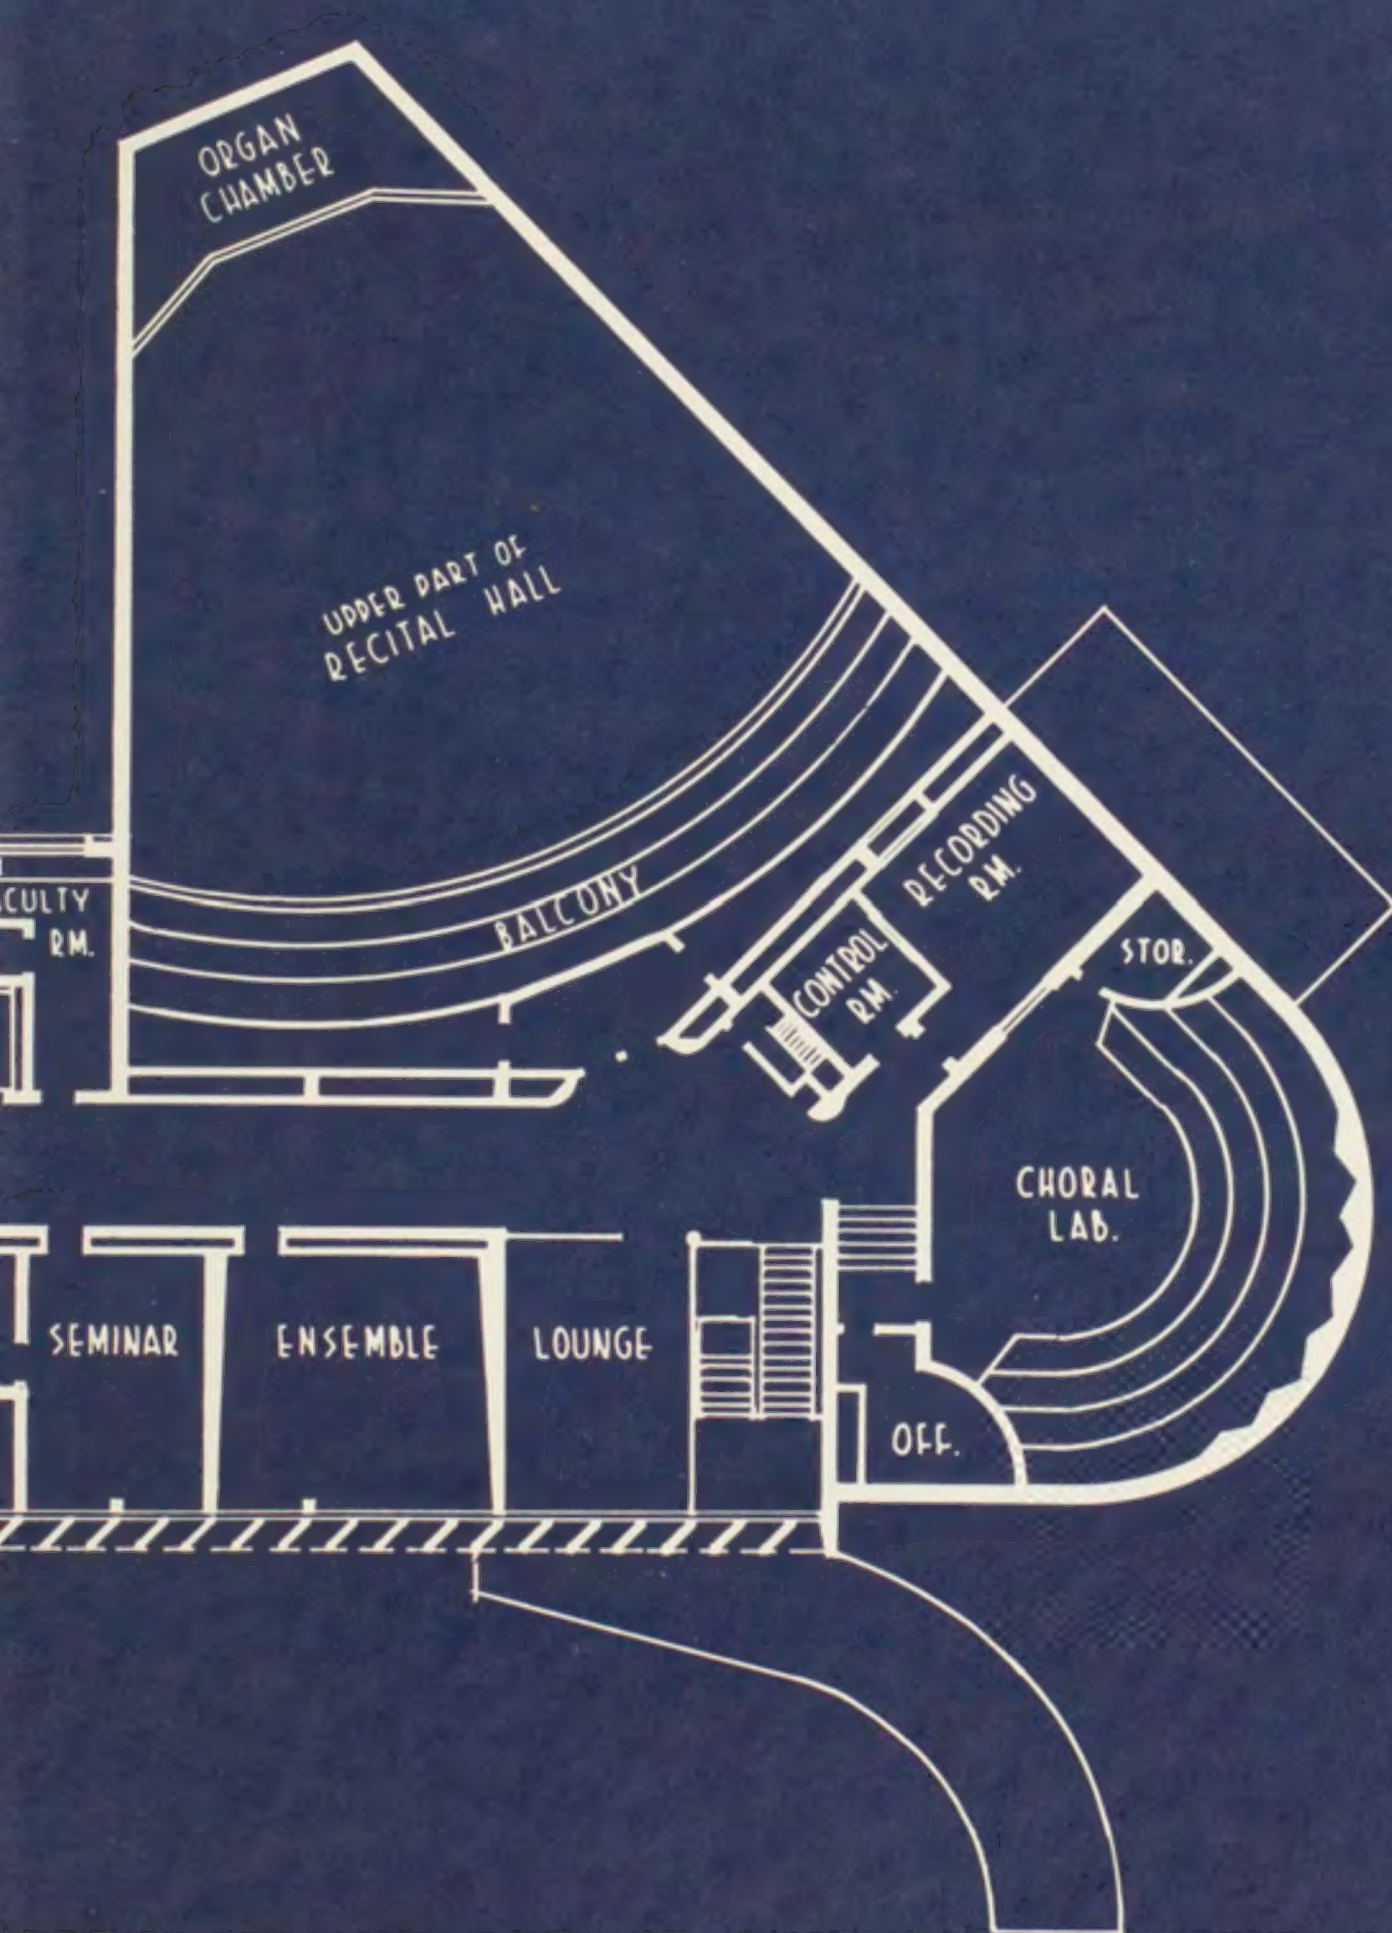 ORGAN
CHAMBER
UPPER PART OF
RECITAL HALL
BALCONY
RECORDING
RM.
CULTY
RM.
CONTROL
RM.
STOR.
CHORAL
LAB.
SEMINAR
ENSEMBLE
LOUNGE
OFF.